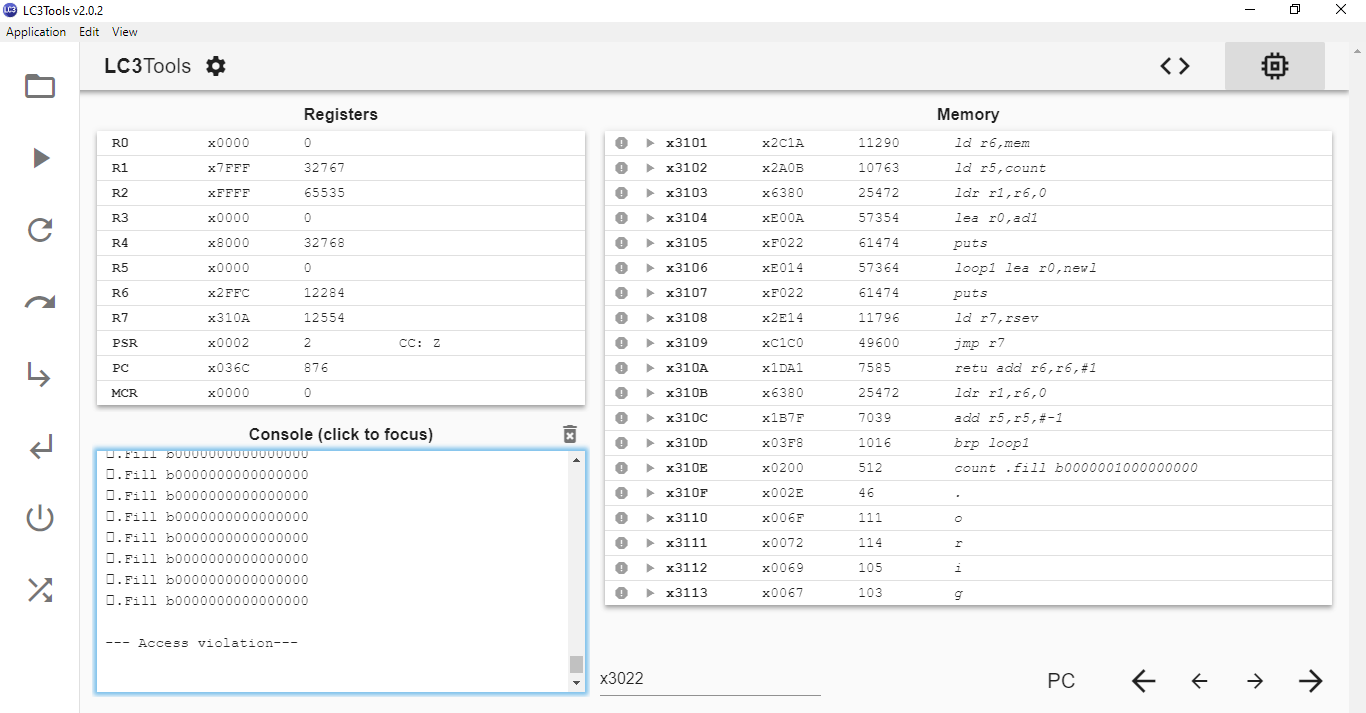 LC3Tools v2.0.2
Application Edit View
LC3Tools
Registers
R0 x0000 0
R1 x7FFF 32767
R2 xFFFF 65535
R3 x0000 0
R4 x8000 32768
R5 x0000 0
R6 x2FFC 12284
R7 x310A 12554
PSR x0002 2 CC: Z
PC x036C 876
MCR x0000 0
Console (click to focus)
.Fill b0000000000000000
.Fill b0000000000000000
.Fill b0000000000000000
.Fill b0000000000000000
.Fill b0000000000000000
.Fill b0000000000000000
.Fill b0000000000000000
.Fill b0000000000000000
--- Access violation---
Memory
x3101 x2C1A 11290 ld r6,mem
x3102 x2A0B 10763 ld r5,count
x3103 x6380 25472 ldr r1,r6,0
x3104 xE00A 57354 lea r0,ad1
x3105 xF022 61474 puts
x3106 xE014 57364 loop1 lea r0,newl
x3107 xF022 61474 puts
x3108 x2E14 11796 ld r7,rsev
x3109 xC1C0 49600 jmp r7
x310A x1DA1 7585 retu add r6,r6,#1
x310B x6380 25472 ldr r1,r6,0
x310C x1B7F 7039 add r5,r5,#-1
x310D x03F8 1016 brp loop1
x310E x0200 512 count .fill b0000001000000000
x310F x002E 46 .
x3110 x006F 111 o
x3111 x0072 114 r
x3112 x0069 105 i
x3113 x0067 103 g
x3022
PC